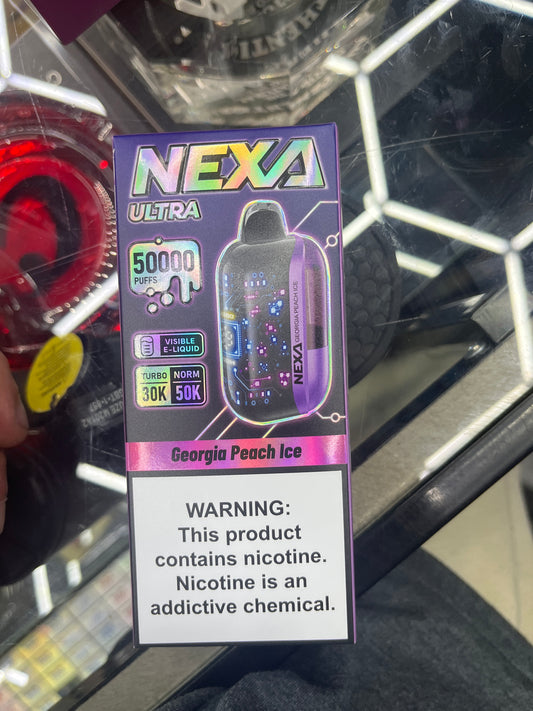 NEXA
ULTRA
50000
PUFFS
VISIBLE
E-LIQUID
TURBO
30K
NORM
50K
NEXA GEORGIA PEACH ICE
Georgia Peach Ice
WARNING:
This product
contains nicotine.
Nicotine is an
addictive chemical.